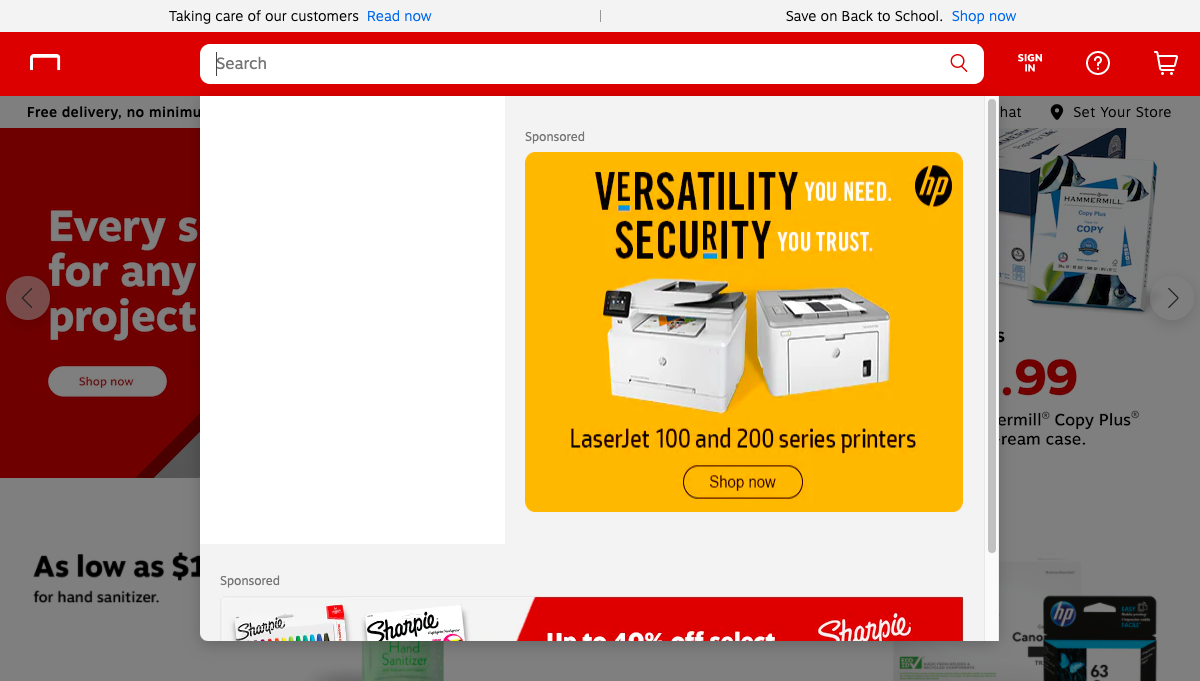 Taking care of our customers Read now
Save on Back to School. Shop now
Search
SIGN
IN
?
Free delivery, no minimu
hat
Set Your Store
Every s
for any
project
Shop now
Sponsored
VERSATILITY YOU NEED.
SECURITY YOU TRUST.
hp
LaserJet 100 and 200 series printers
Shop now
HAMMERMILL
Copy Plus
COPY
s
.99
ermill® Copy Plus®
-ream case.
As low as $1
for hand sanitizer.
Sponsored
Sharpie
Sharpie
Up to 40% off select
Sharpie
Hand
Sanitizer
ECO
Cano
TR
hp
EASY
63